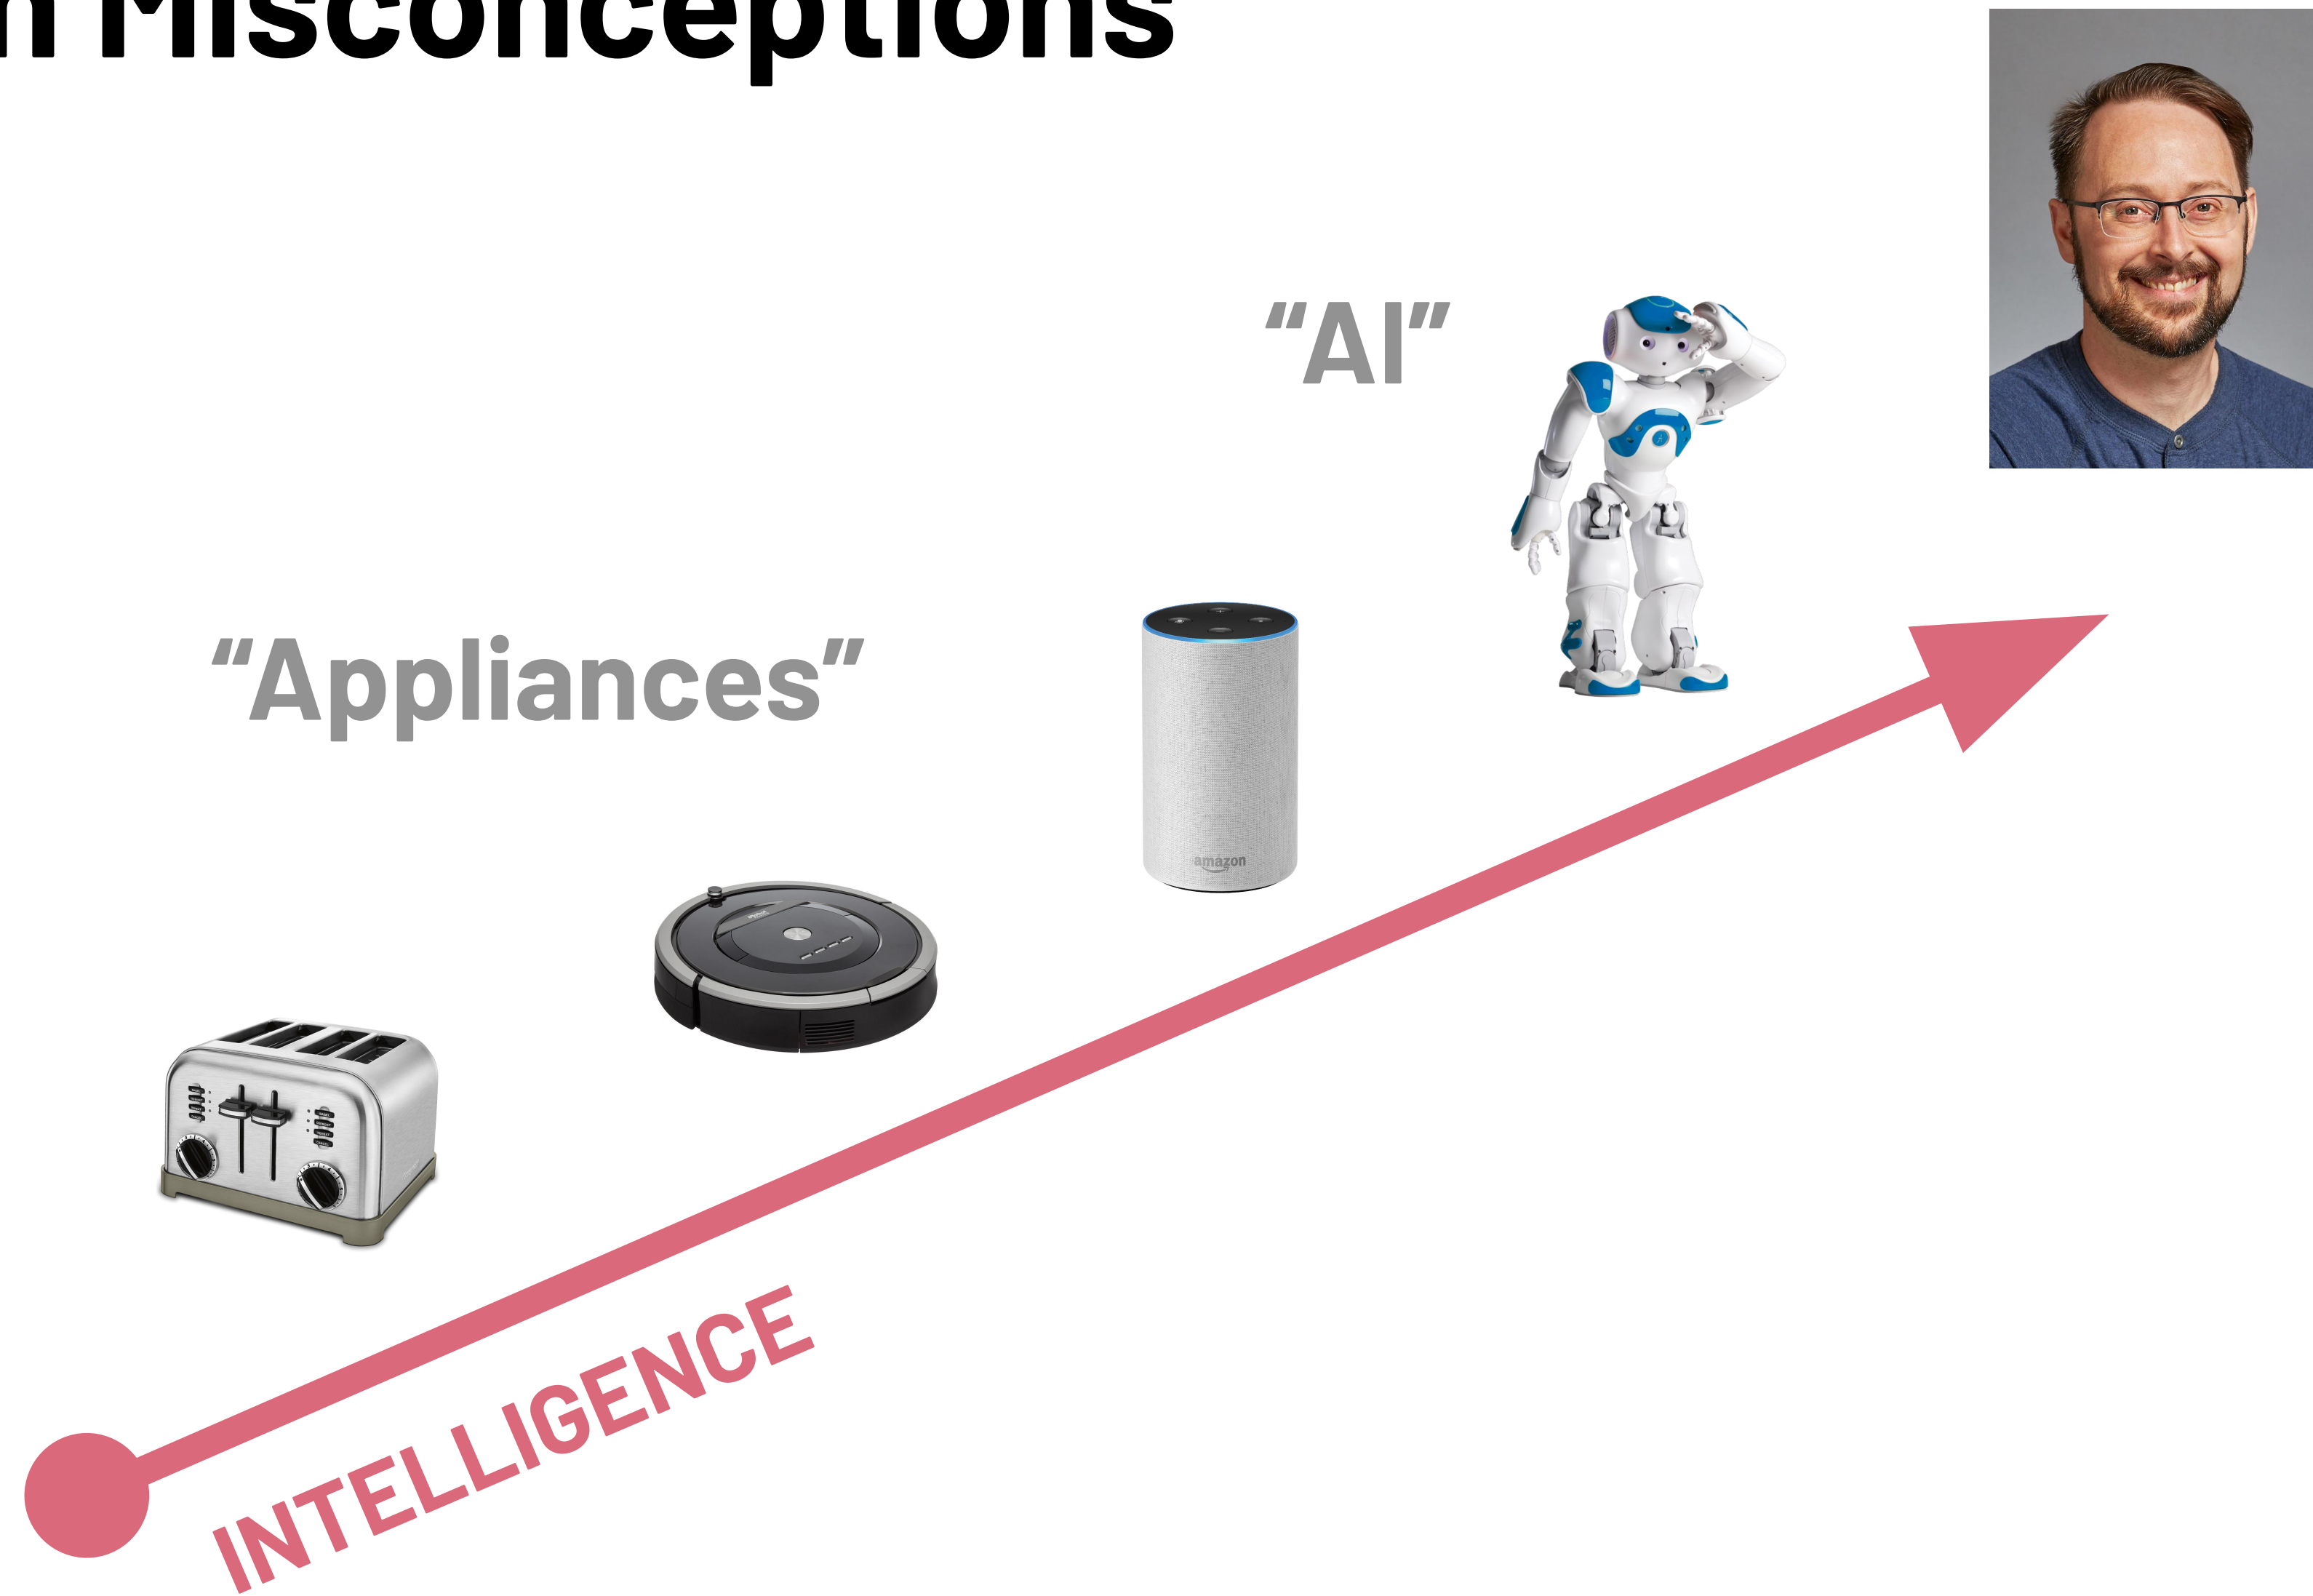 n Misconceptions
“AI”
“Appliances”
amazon
INTELLIGENCE